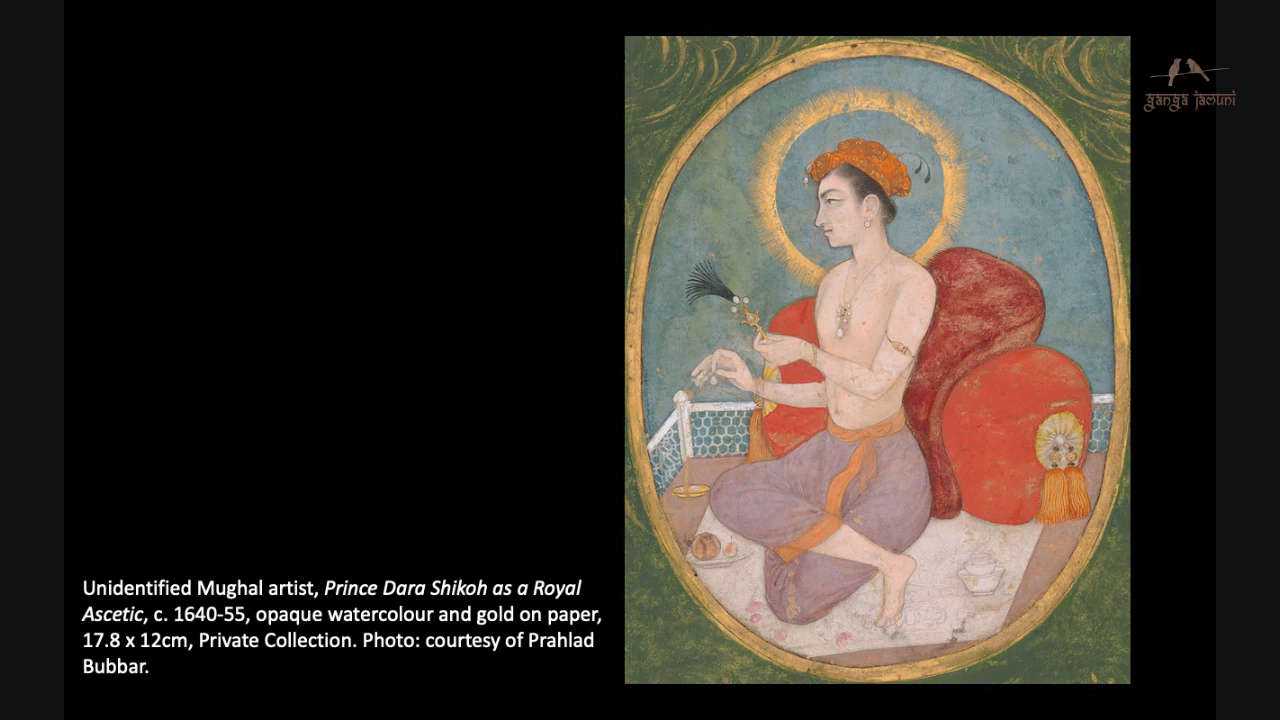 ganga jamuni
Unidentified Mughal artist, Prince Dara Shikoh as a Royal
Ascetic, c. 1640-55, opaque watercolour and gold on paper,
17.8 x 12cm, Private Collection. Photo: courtesy of Prahlad
Bubbar.